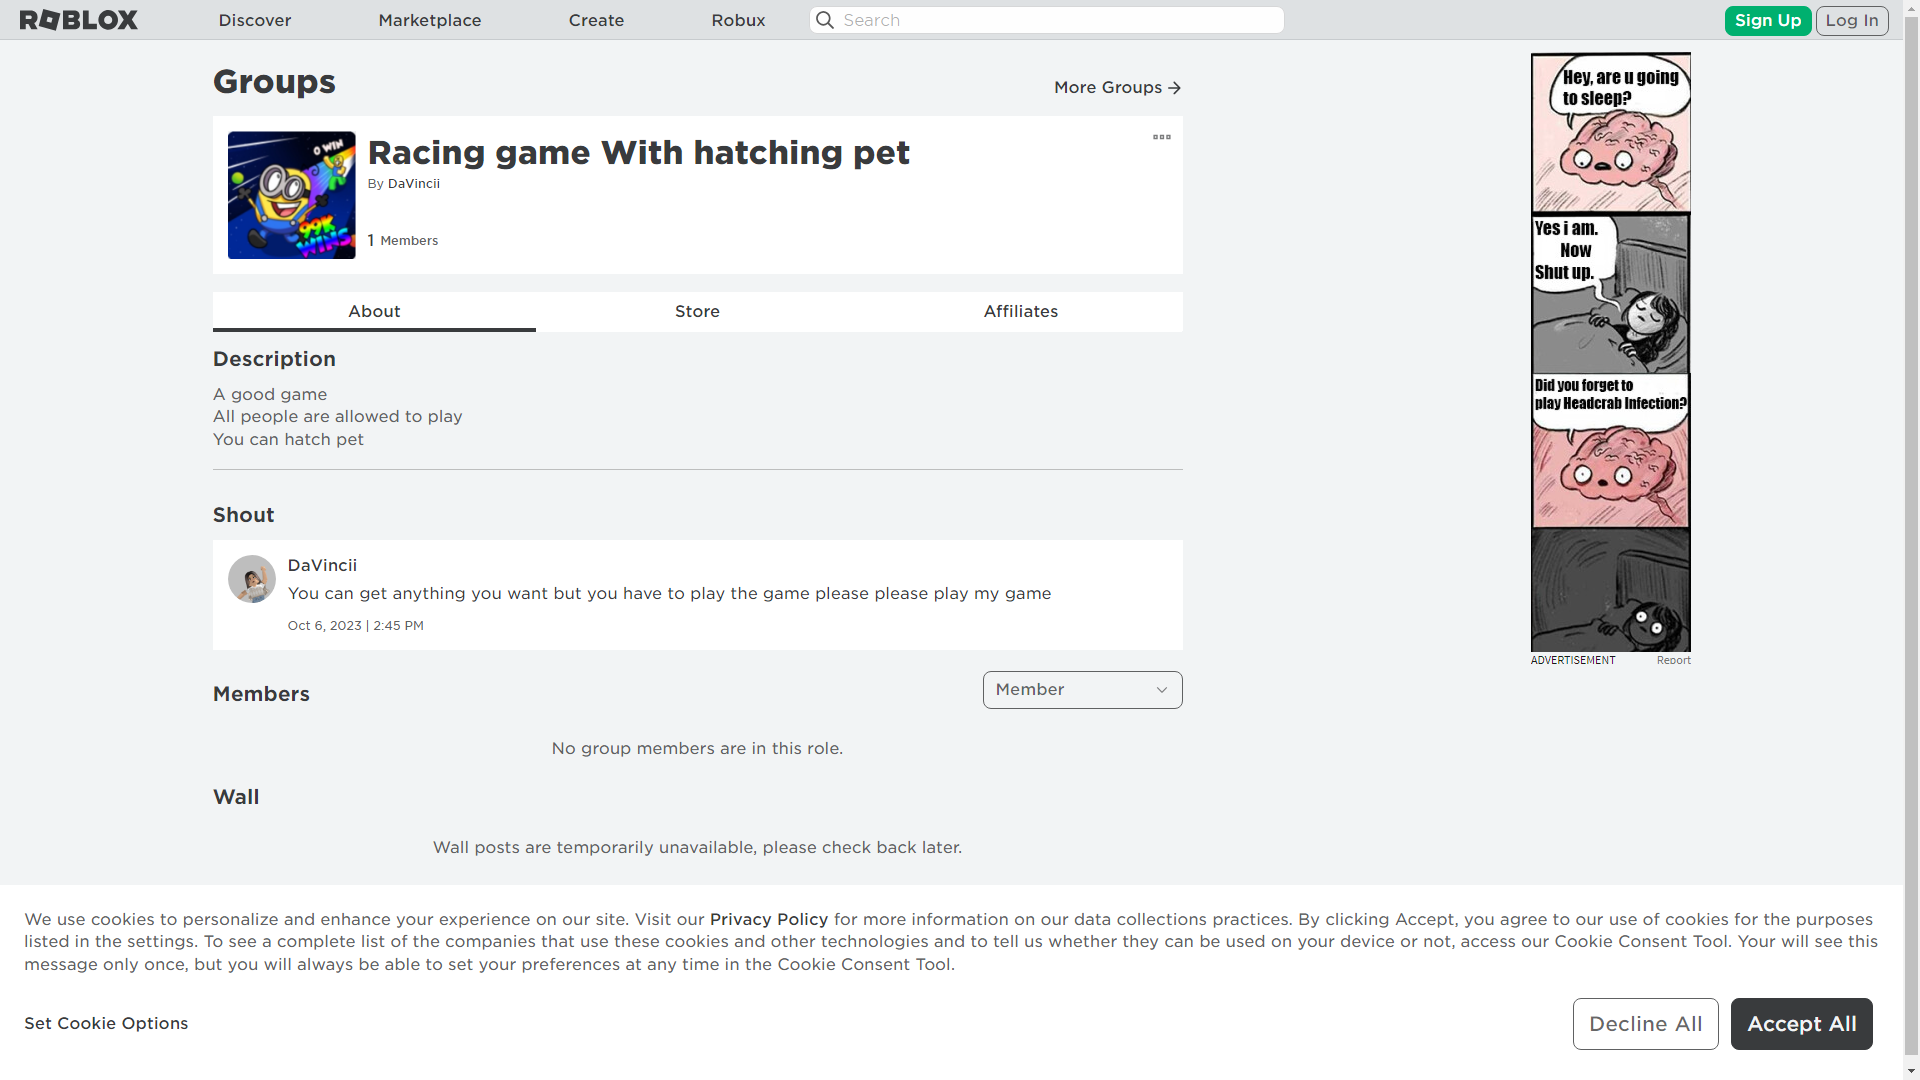 ROBLOX
Discover
Marketplace
Create
Robux
Search
Sign Up
Log In
Groups
More Groups
0 WIN
99K
WINS
Racing game With hatching pet
By DaVincii
1 Members
About
Store
Affiliates
Description
A good game
All people are allowed to play
You can hatch pet
Shout
DaVincii
You can get anything you want but you have to play the game please please play my game
Oct 6, 2023 | 2:45 PM
Members
Member
No group members are in this role.
Wall
Wall posts are temporarily unavailable, please check back later.
Hey, are u going
to sleep?
Yes i am.
Now
Shut up.
Did you forget to
play Headcrab Infection?
ADVERTISEMENT
Report
We use cookies to personalize and enhance your experience on our site. Visit our Privacy Policy for more information on our data collections practices. By clicking Accept, you agree to our use of cookies for the purposes
listed in the settings. To see a complete list of the companies that use these cookies and other technologies and to tell us whether they can be used on your device or not, access our Cookie Consent Tool. Your will see this
message only once, but you will always be able to set your preferences at any time in the Cookie Consent Tool.
Set Cookie Options
Decline All
Accept All